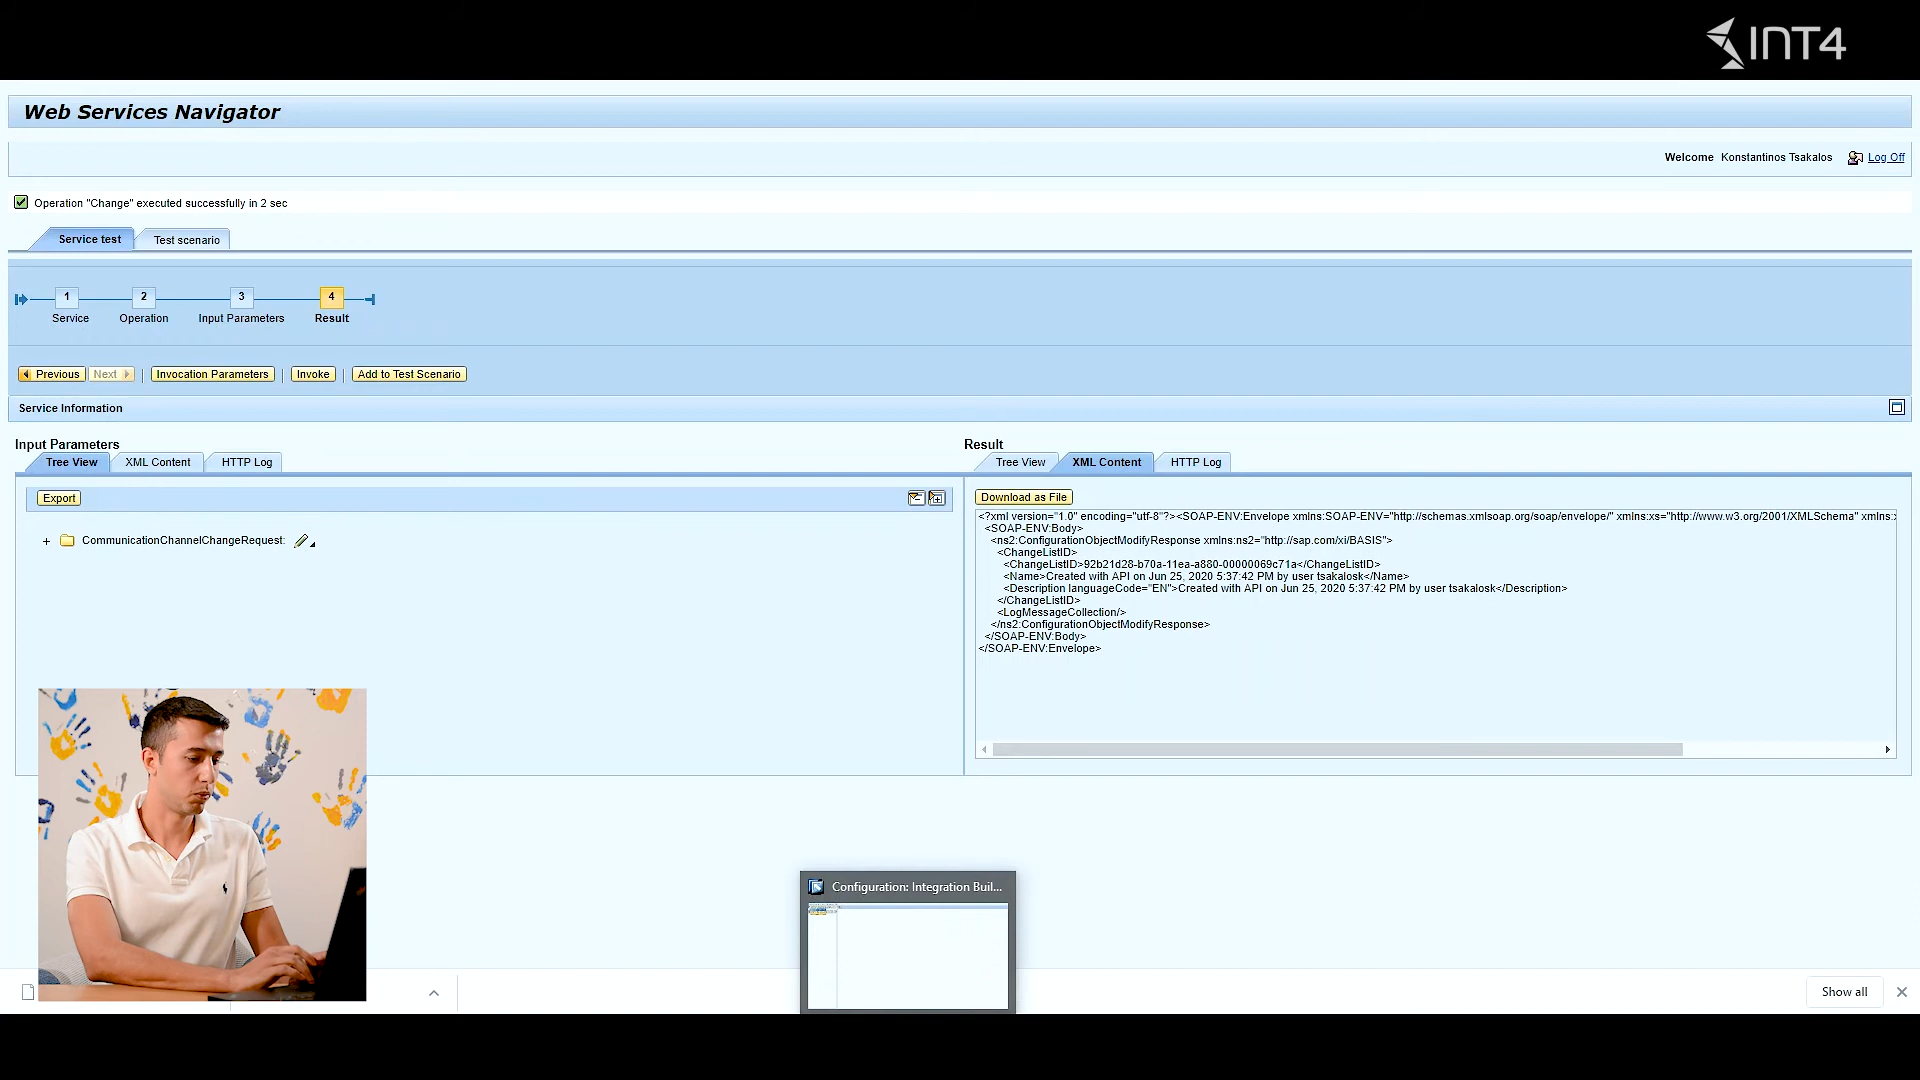 INT4
Web Services Navigator
Welcome Konstantinos Tsakalos Log Off
Operation "Change" executed successfully in 2 sec
Service test Test scenario
1 2 3 4
Service Operation Input Parameters Result
Previous Next Invocation Parameters Invoke Add to Test Scenario
Service Information
Input Parameters
Tree View XML Content HTTP Log
Export
+ CommunicationChannelChangeRequest:
Result
Tree View XML Content HTTP Log
Download as File
<?xml version="1.0" encoding="utf-8"?><SOAP-ENV:Envelope xmlns:SOAP-ENV="http://schemas.xmlsoap.org/soap/envelope/" xmlns:xs="http://www.w3.org/2001/XMLSchema" xmlns:
<SOAP-ENV:Body>
<ns2:ConfigurationObjectModifyResponse xmlns:ns2="http://sap.com/xi/BASIS">
<ChangeListID>
<ChangeListID>92b21d28-b70a-11ea-a880-00000069c71a</ChangeListID>
<Name>Created with API on Jun 25, 2020 5:37:42 PM by user tsakalosk</Name>
<Description languageCode="EN">Created with API on Jun 25, 2020 5:37:42 PM by user tsakalosk</Description>
</ChangeListID>
<LogMessageCollection/>
</ns2:ConfigurationObjectModifyResponse>
</SOAP-ENV:Body>
</SOAP-ENV:Envelope>
Configuration: Integration Buil...
Show all